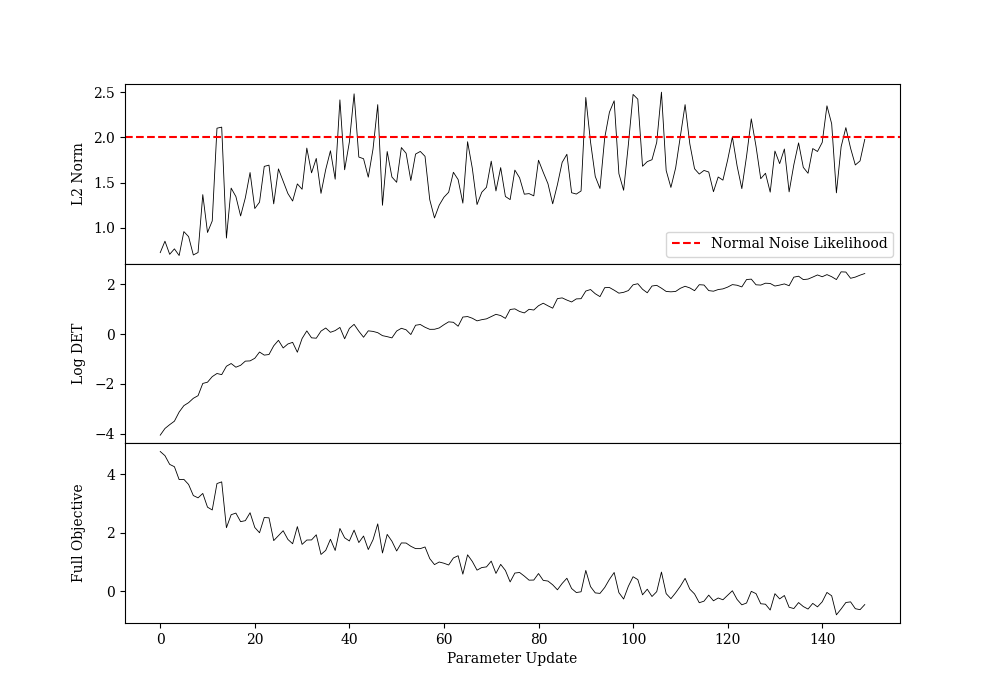 2.5
2.0
1.5
1.0
L2 Norm
Normal Noise Likelihood
2
0
−2
−4
Log DET
4
2
0
Full Objective
0 20 40 60 80 100 120 140
Parameter Update